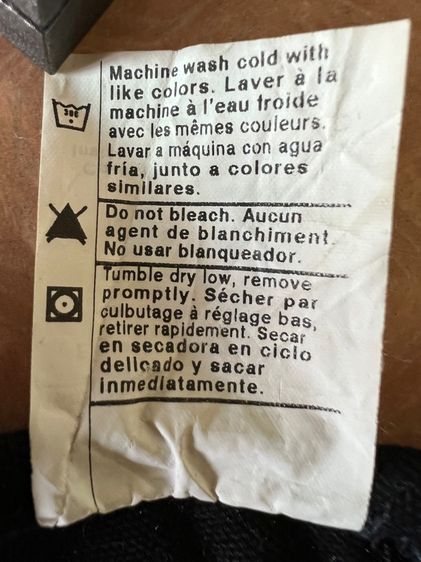 Machine wash cold with
like colors. Laver à la
machine à l'eau froide
30C
avec les mêmes couleurs.
Lavar a máquina con agua
fría, junto a colores
similares.
Do not bleach. Aucun
agent de blanchiment.
No usar blanqueador.
Tumble dry low, remove
promptly. Sécher par
culbutage à réglage bas,
retirer rapidement. Secar
en secadora en ciclo
delicado y sacar
inmediatamente.